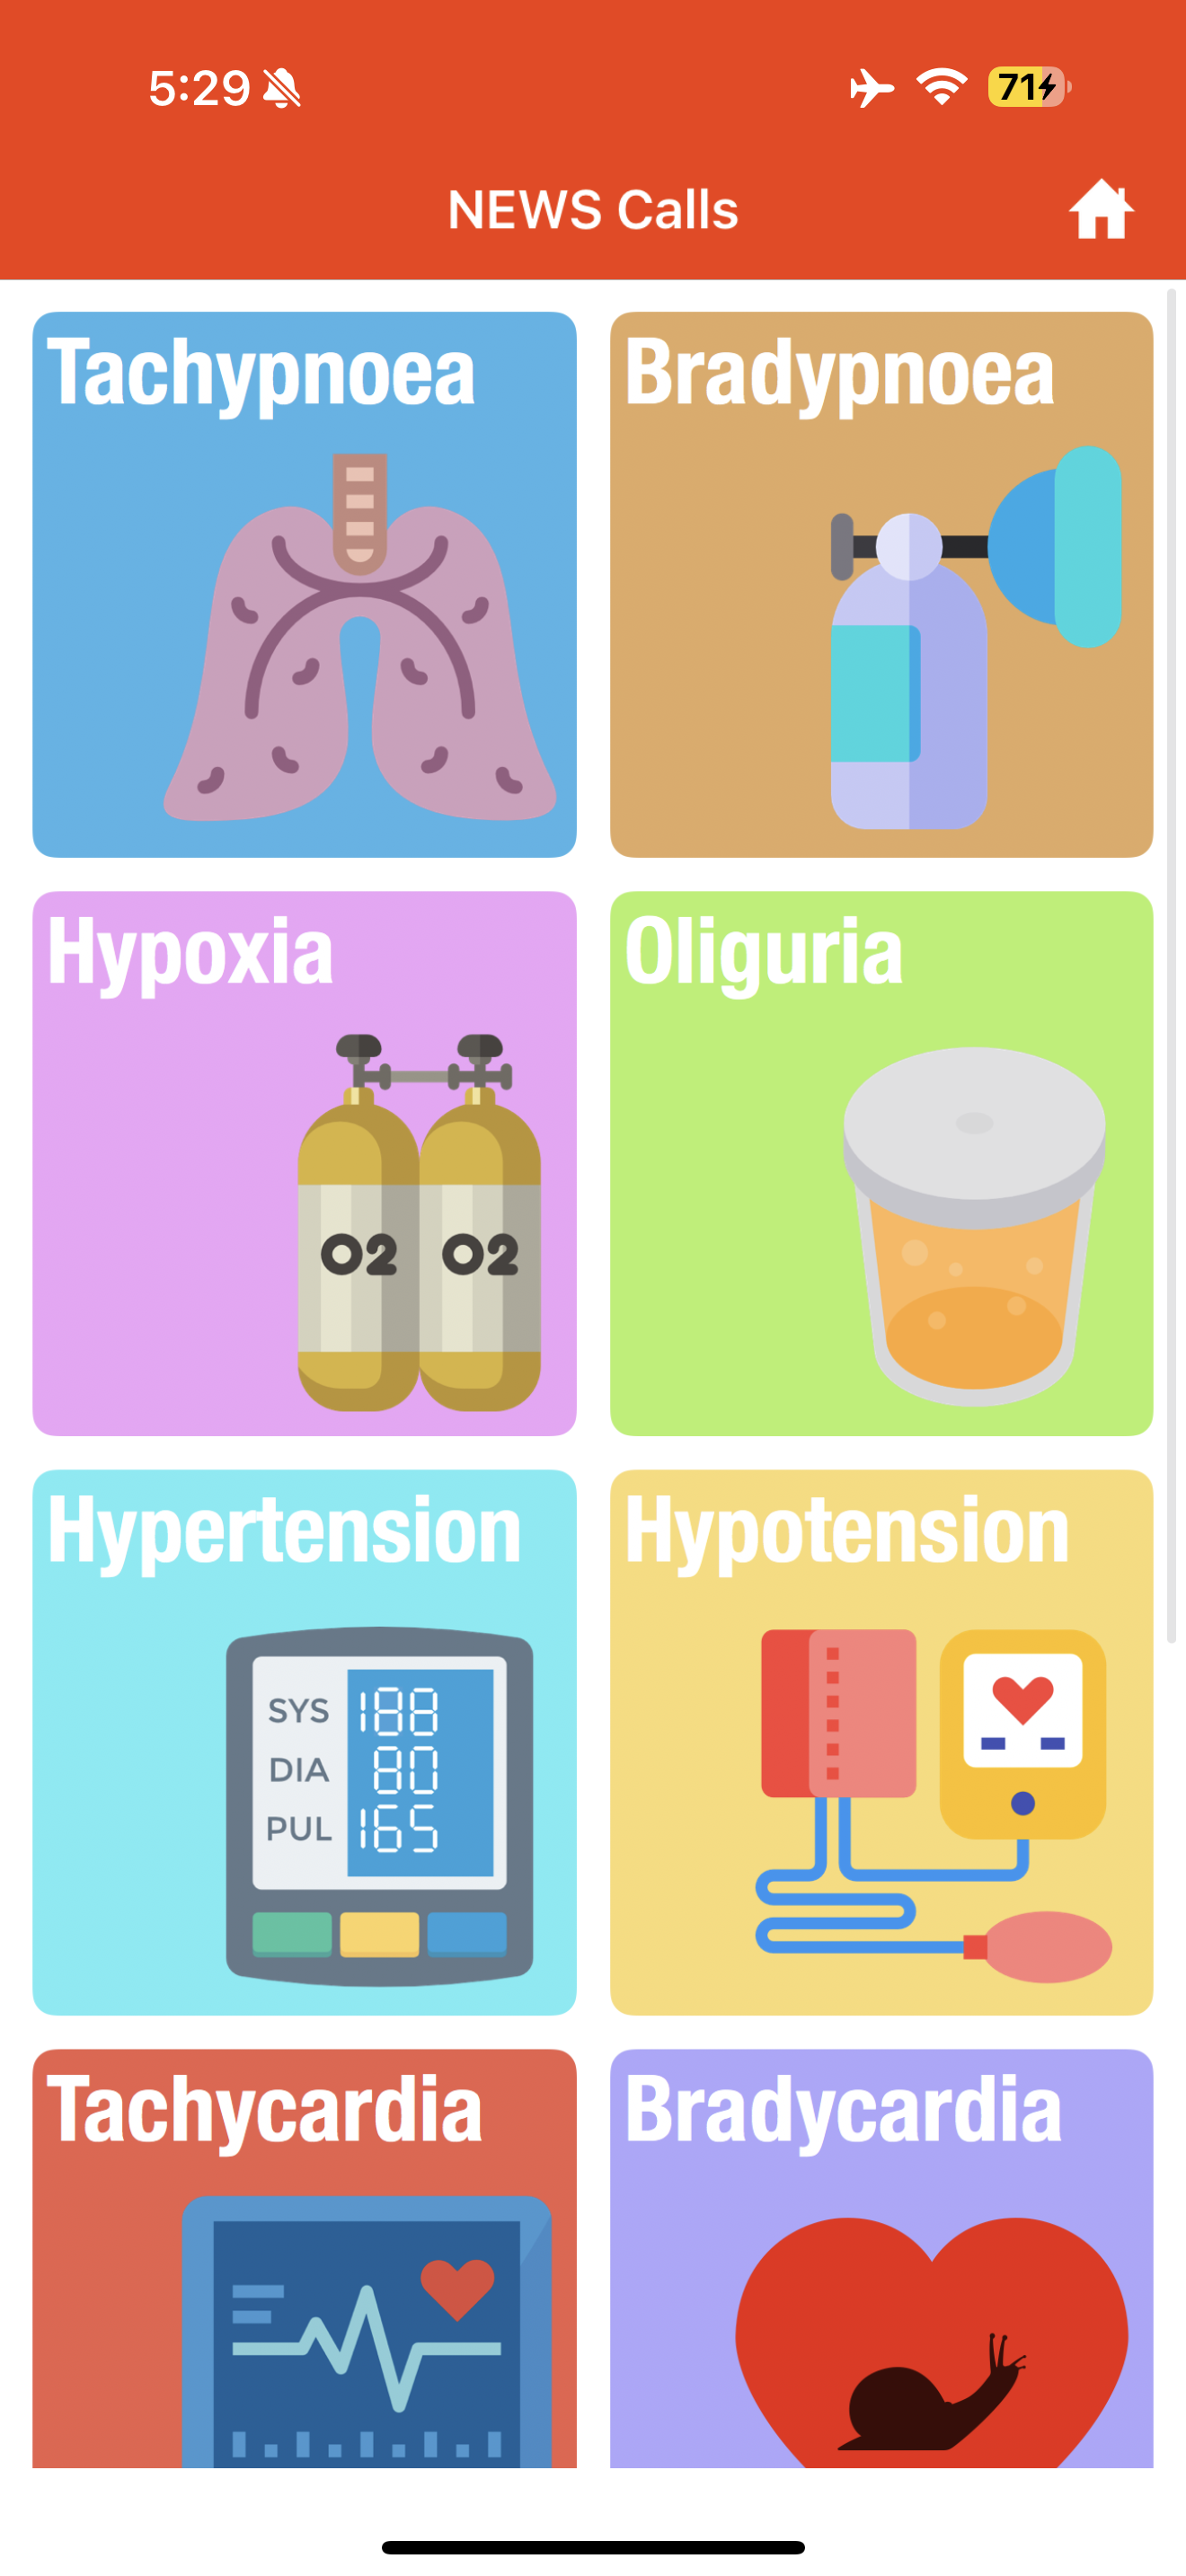 5:29
71
NEWS Calls
Tachypnoea
Bradypnoea
Hypoxia
Oliguria
O2 O2
Hypertension
Hypotension
SYS 188
DIA 80
PUL 165
Tachycardia
Bradycardia